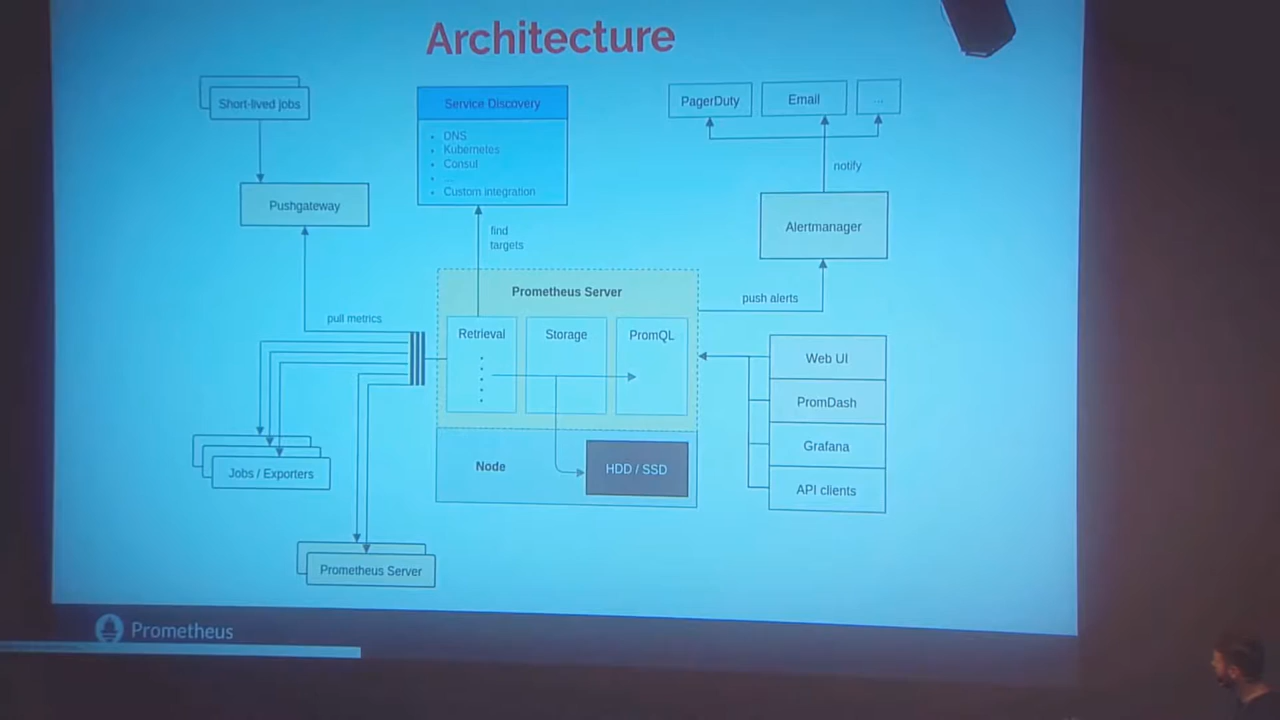 Architecture
Short-lived jobs
Pushgateway
pull metrics
Jobs / Exporters
Prometheus Server
Service Discovery
• DNS
• Kubernetes
• Consul
• ...
• Custom integration
find
targets
Prometheus Server
Retrieval
Storage
PromQL
Node
HDD / SSD
PagerDuty
Email
...
notify
Alertmanager
push alerts
Web UI
PromDash
Grafana
API clients
Prometheus